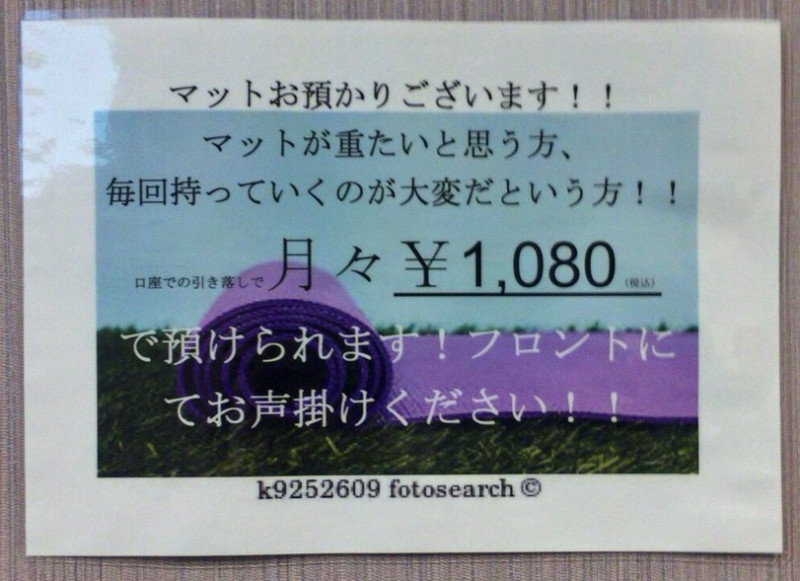 マットお預かりございます！！
マットが重たいと思う方、
毎回持っていくのが大変だという方！！
口座での引き落しで月々￥1,080（税込）
で預けられます！フロントに
てお声掛けください！！
k9252609 fotosearch ©